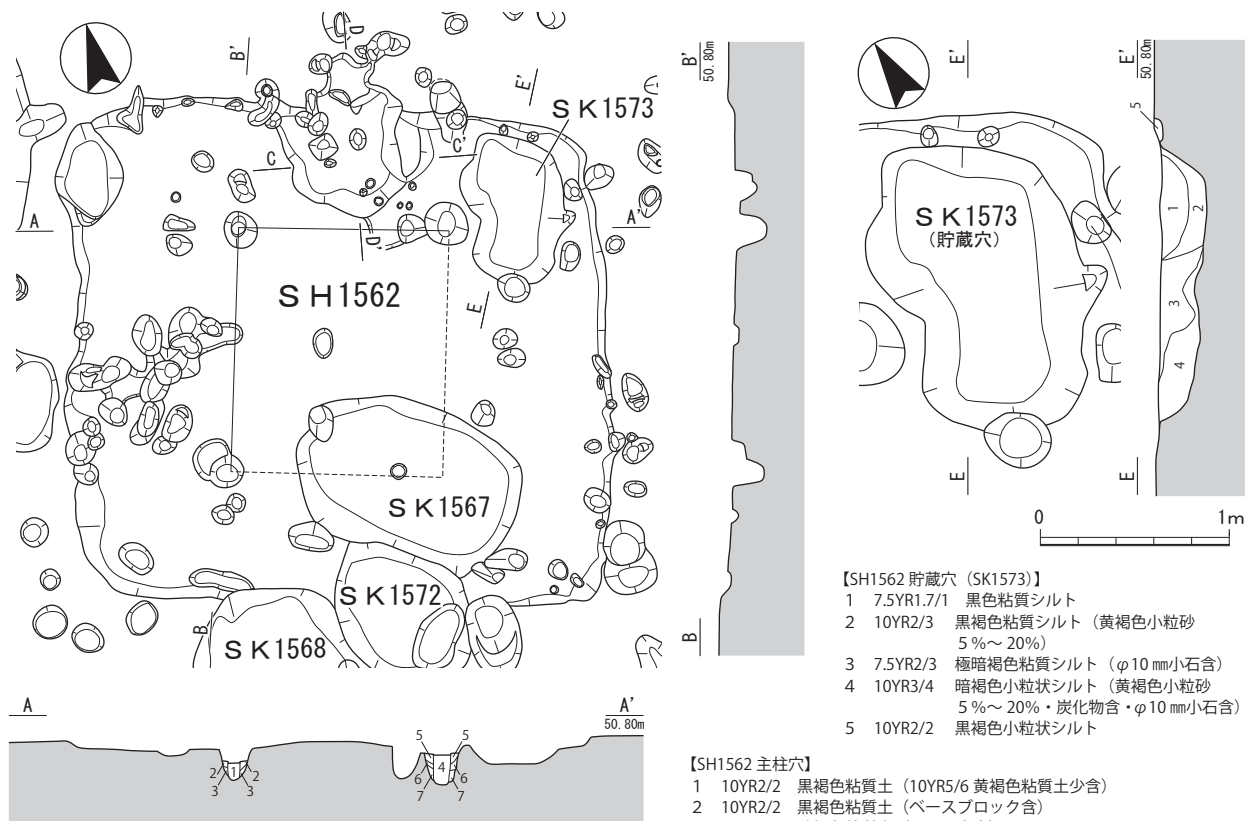 B'
D'
E'
SK1573
C
C'
A
A'
D
SH1562
E
SK1567
SK1572
B
SK1568
B'
50.80m
B
E'
E'
50.80m
5
SK1573
(貯蔵穴)
1
2
3
4
E
E
0 1m
【SH1562 貯蔵穴（SK1573）】
1 7.5YR1.7/1 黒色粘質シルト
2 10YR2/3 黒褐色粘質シルト（黄褐色小粒砂
5％～20％）
3 7.5YR2/3 極暗褐色粘質シルト（φ10 ㎜小石含）
4 10YR3/4 暗褐色小粒状シルト（黄褐色小粒砂
5％～20％・炭化物含・φ10 ㎜小石含）
5 10YR2/2 黒褐色小粒状シルト
A
A'
50.80m
2 1 2
3 3
5 5
4
6 6
7 7
【SH1562 主柱穴】
1 10YR2/2 黒褐色粘質土（10YR5/6 黄褐色粘質土少含）
2 10YR2/2 黒褐色粘質土（ベースブロック含）